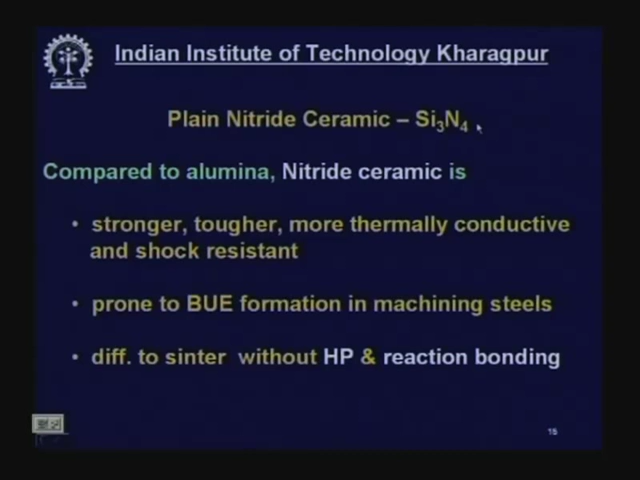 Indian Institute of Technology Kharagpur
Plain Nitride Ceramic – Si₃N₄
Compared to alumina, Nitride ceramic is
• stronger, tougher, more thermally conductive
and shock resistant
• prone to BUE formation in machining steels
• diff. to sinter without HP & reaction bonding